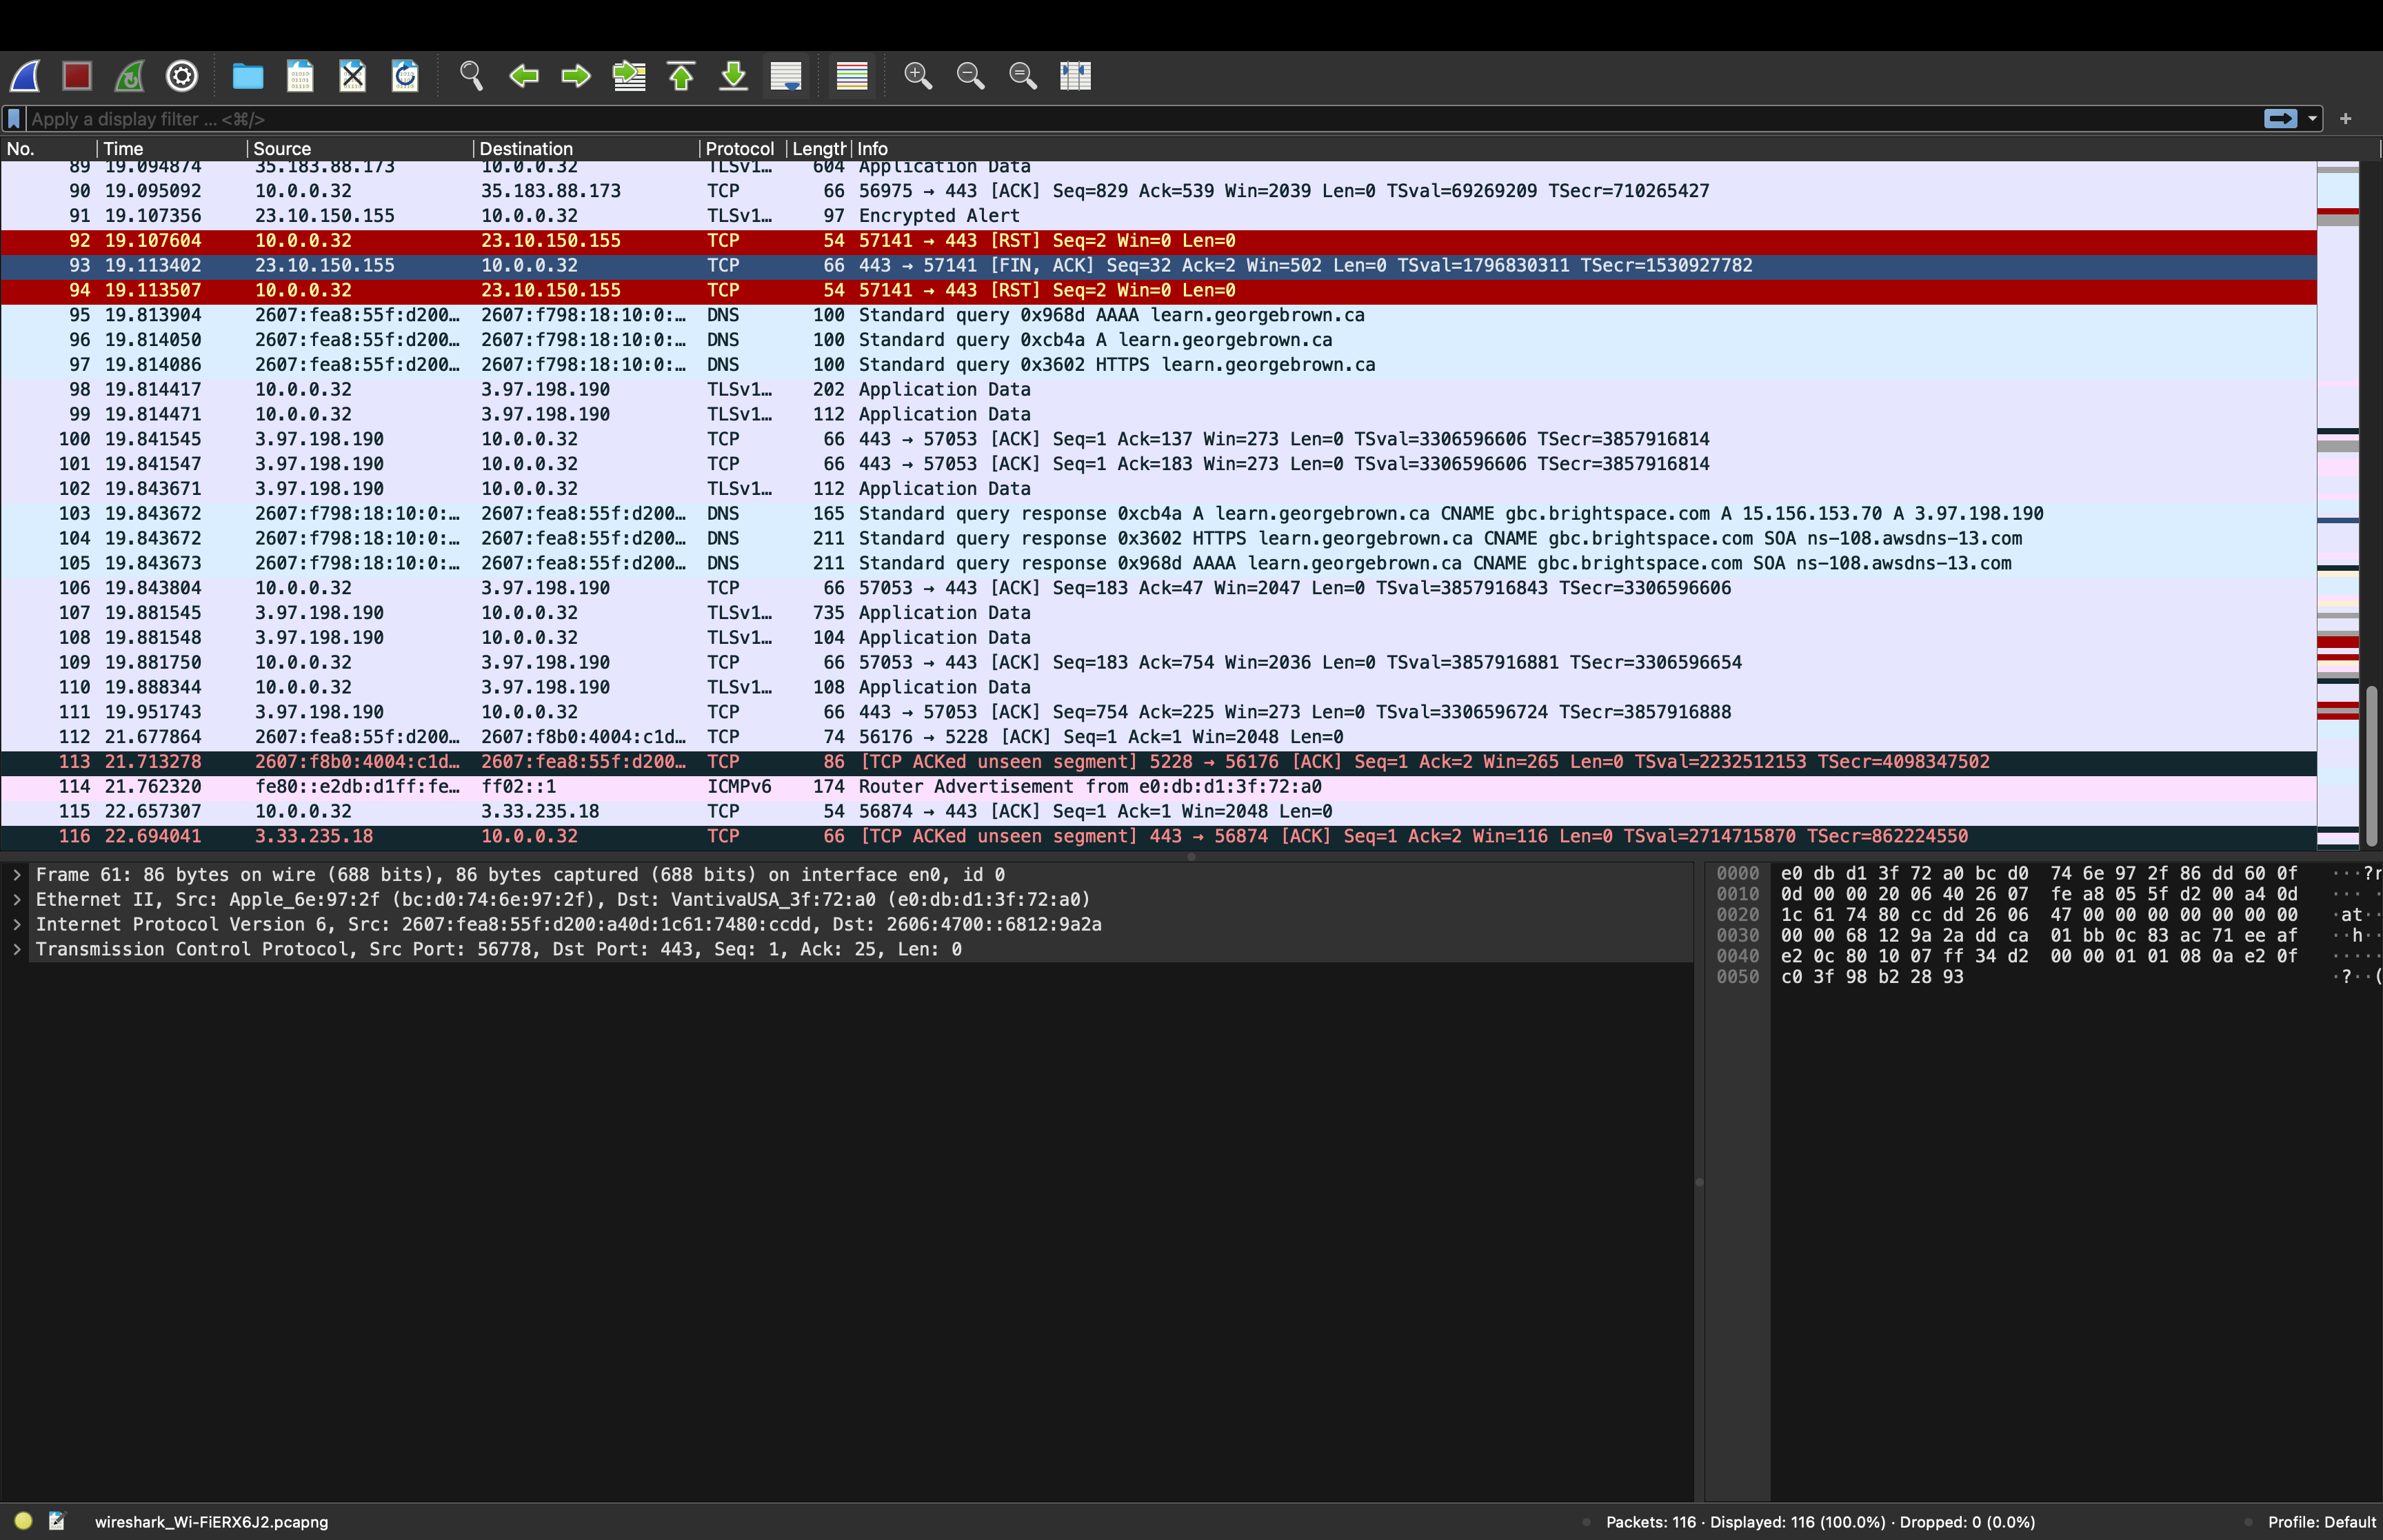 Apply a display filter ... <⌘/>
No. Time Source Destination Protocol Length Info
89 19.094874 35.183.88.173 10.0.0.32 TLSv1… 604 Application Data
90 19.095092 10.0.0.32 35.183.88.173 TCP 66 56975 → 443 [ACK] Seq=829 Ack=539 Win=2039 Len=0 TSval=69269209 TSecr=710265427
91 19.107356 23.10.150.155 10.0.0.32 TLSv1… 97 Encrypted Alert
92 19.107604 10.0.0.32 23.10.150.155 TCP 54 57141 → 443 [RST] Seq=2 Win=0 Len=0
93 19.113402 23.10.150.155 10.0.0.32 TCP 66 443 → 57141 [FIN, ACK] Seq=32 Ack=2 Win=502 Len=0 TSval=1796830311 TSecr=1530927782
94 19.113507 10.0.0.32 23.10.150.155 TCP 54 57141 → 443 [RST] Seq=2 Win=0 Len=0
95 19.813904 2607:fea8:55f:d200… 2607:f798:18:10:0:… DNS 100 Standard query 0x968d AAAA learn.georgebrown.ca
96 19.814050 2607:fea8:55f:d200… 2607:f798:18:10:0:… DNS 100 Standard query 0xcb4a A learn.georgebrown.ca
97 19.814086 2607:fea8:55f:d200… 2607:f798:18:10:0:… DNS 100 Standard query 0x3602 HTTPS learn.georgebrown.ca
98 19.814417 10.0.0.32 3.97.198.190 TLSv1… 202 Application Data
99 19.814471 10.0.0.32 3.97.198.190 TLSv1… 112 Application Data
100 19.841545 3.97.198.190 10.0.0.32 TCP 66 443 → 57053 [ACK] Seq=1 Ack=137 Win=273 Len=0 TSval=3306596606 TSecr=3857916814
101 19.841547 3.97.198.190 10.0.0.32 TCP 66 443 → 57053 [ACK] Seq=1 Ack=183 Win=273 Len=0 TSval=3306596606 TSecr=3857916814
102 19.843671 3.97.198.190 10.0.0.32 TLSv1… 112 Application Data
103 19.843672 2607:f798:18:10:0:… 2607:fea8:55f:d200… DNS 165 Standard query response 0xcb4a A learn.georgebrown.ca CNAME gbc.brightspace.com A 15.156.153.70 A 3.97.198.190
104 19.843672 2607:f798:18:10:0:… 2607:fea8:55f:d200… DNS 211 Standard query response 0x3602 HTTPS learn.georgebrown.ca CNAME gbc.brightspace.com SOA ns-108.awsdns-13.com
105 19.843673 2607:f798:18:10:0:… 2607:fea8:55f:d200… DNS 211 Standard query response 0x968d AAAA learn.georgebrown.ca CNAME gbc.brightspace.com SOA ns-108.awsdns-13.com
106 19.843804 10.0.0.32 3.97.198.190 TCP 66 57053 → 443 [ACK] Seq=183 Ack=47 Win=2047 Len=0 TSval=3857916843 TSecr=3306596606
107 19.881545 3.97.198.190 10.0.0.32 TLSv1… 735 Application Data
108 19.881548 3.97.198.190 10.0.0.32 TLSv1… 104 Application Data
109 19.881750 10.0.0.32 3.97.198.190 TCP 66 57053 → 443 [ACK] Seq=183 Ack=754 Win=2036 Len=0 TSval=3857916881 TSecr=3306596654
110 19.888344 10.0.0.32 3.97.198.190 TLSv1… 108 Application Data
111 19.951743 3.97.198.190 10.0.0.32 TCP 66 443 → 57053 [ACK] Seq=754 Ack=225 Win=273 Len=0 TSval=3306596724 TSecr=3857916888
112 21.677864 2607:fea8:55f:d200… 2607:f8b0:4004:c1d… TCP 74 56176 → 5228 [ACK] Seq=1 Ack=1 Win=2048 Len=0
113 21.713278 2607:f8b0:4004:c1d… 2607:fea8:55f:d200… TCP 86 [TCP ACKed unseen segment] 5228 → 56176 [ACK] Seq=1 Ack=2 Win=265 Len=0 TSval=2232512153 TSecr=4098347502
114 21.762320 fe80::e2db:d1ff:fe… ff02::1 ICMPv6 174 Router Advertisement from e0:db:d1:3f:72:a0
115 22.657307 10.0.0.32 3.33.235.18 TCP 54 56874 → 443 [ACK] Seq=1 Ack=1 Win=2048 Len=0
116 22.694041 3.33.235.18 10.0.0.32 TCP 66 [TCP ACKed unseen segment] 443 → 56874 [ACK] Seq=1 Ack=2 Win=116 Len=0 TSval=2714715870 TSecr=862224550
Frame 61: 86 bytes on wire (688 bits), 86 bytes captured (688 bits) on interface en0, id 0
Ethernet II, Src: Apple_6e:97:2f (bc:d0:74:6e:97:2f), Dst: VantivaUSA_3f:72:a0 (e0:db:d1:3f:72:a0)
Internet Protocol Version 6, Src: 2607:fea8:55f:d200:a40d:1c61:7480:ccdd, Dst: 2606:4700::6812:9a2a
Transmission Control Protocol, Src Port: 56778, Dst Port: 443, Seq: 1, Ack: 25, Len: 0
0000 e0 db d1 3f 72 a0 bc d0 74 6e 97 2f 86 dd 60 0f ···?r
0010 0d 00 00 20 06 40 26 07 fe a8 05 5f d2 00 a4 0d ··· ·
0020 1c 61 74 80 cc dd 26 06 47 00 00 00 00 00 00 00 ·at··
0030 00 00 68 12 9a 2a dd ca 01 bb 0c 83 ac 71 ee af ··h··
0040 e2 0c 80 10 07 ff 34 d2 00 00 01 01 08 0a e2 0f ·····
0050 c0 3f 98 b2 28 93 ·?··(
wireshark_Wi-FiERX6J2.pcapng
Packets: 116 · Displayed: 116 (100.0%) · Dropped: 0 (0.0%)
Profile: Default